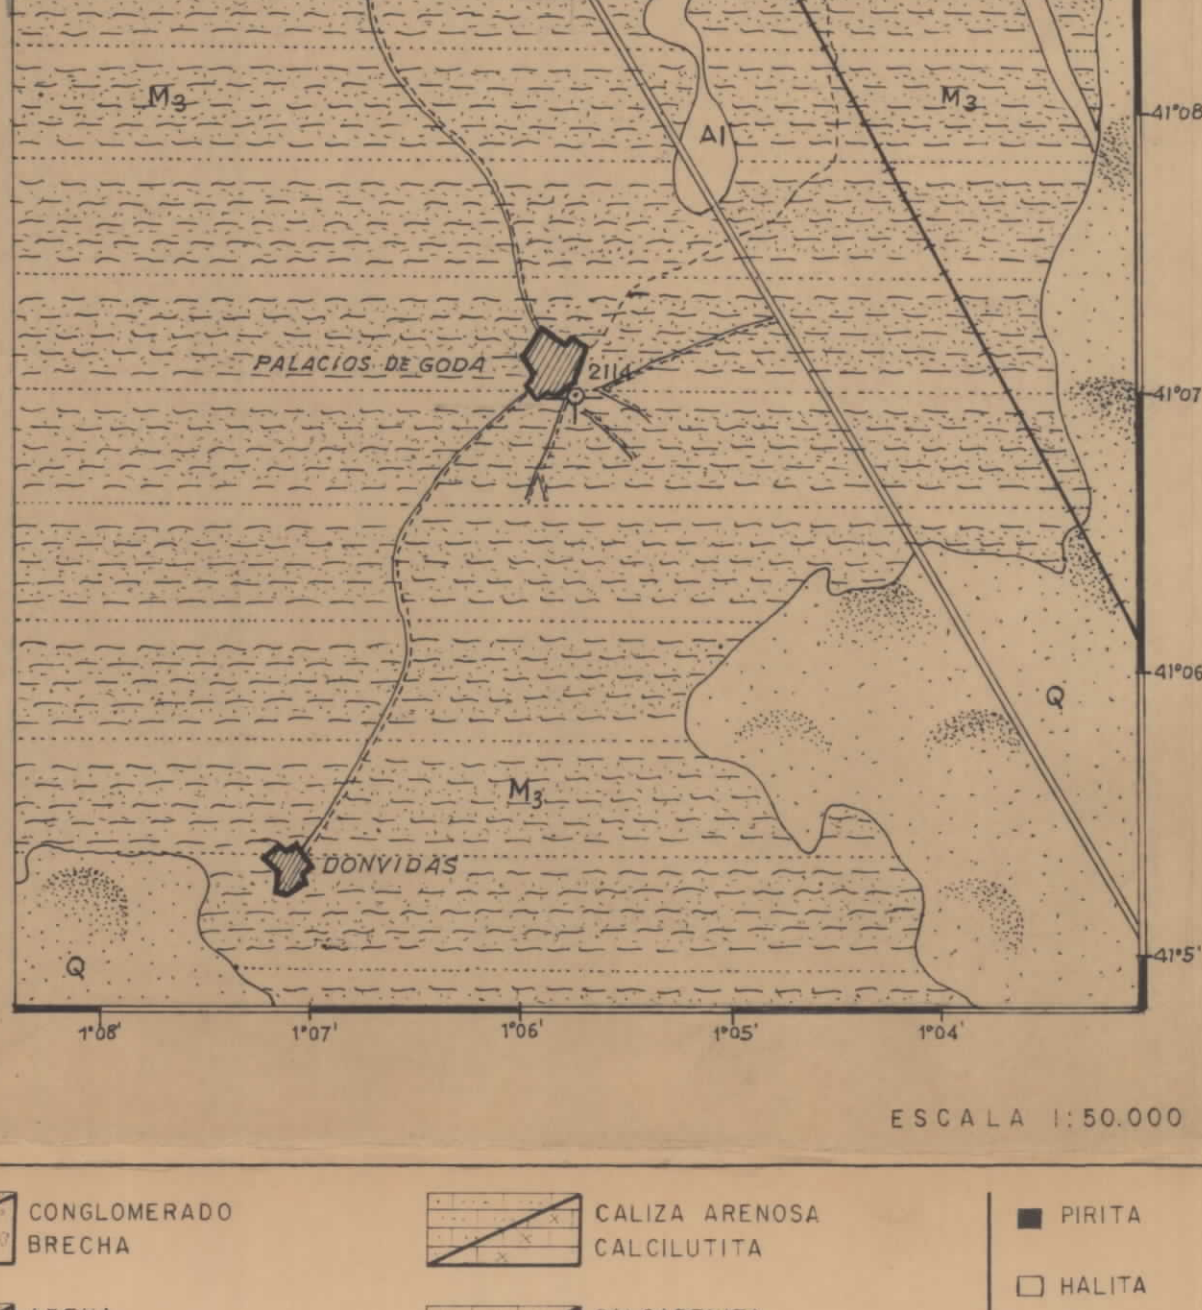 M3
M3
Al
41°08
PALACIOS DE GODA
2114
41°07
41°06
Q
M3
DONVIDAS
Q
41°5'
1°08'
1°07'
1°06'
1°05'
1°04'
ESCALA 1:50.000
CONGLOMERADO
BRECHA
CALIZA ARENOSA
CALCILUTITA
PIRITA
HALITA